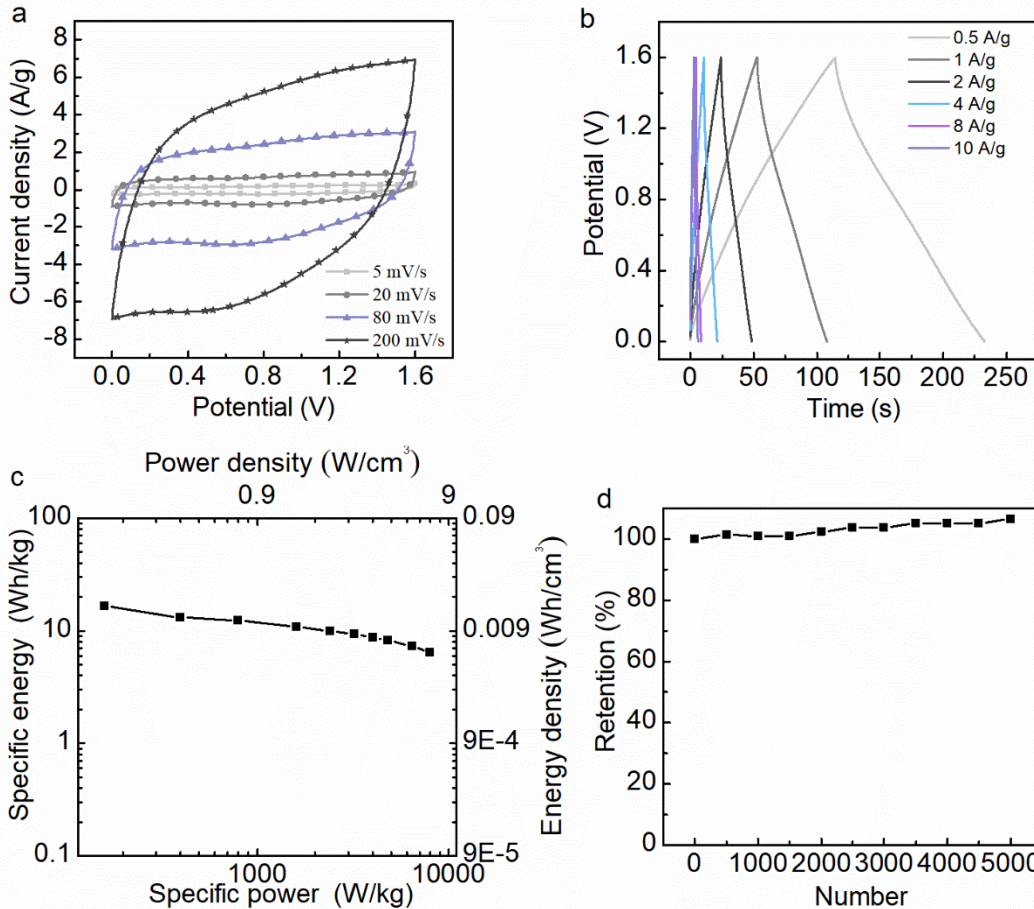 a
8
6
4
2
0
-2
-4
-6
-8
Current density (A/g)
5 mV/s
20 mV/s
80 mV/s
200 mV/s
0.0 0.4 0.8 1.2 1.6
Potential (V)
b
1.6
1.2
0.8
0.4
0.0
Potential (V)
0.5 A/g
1 A/g
2 A/g
4 A/g
8 A/g
10 A/g
0 50 100 150 200 250
Time (s)
c
Power density (W/cm³)
0.9 9
100
10
1
0.1
Specific energy (Wh/kg)
0.09
0.009
9E-4
9E-5
Energy density (Wh/cm³)
1000 10000
Specific power (W/kg)
d
100
80
60
40
20
0
Retention (%)
0 1000 2000 3000 4000 5000
Number